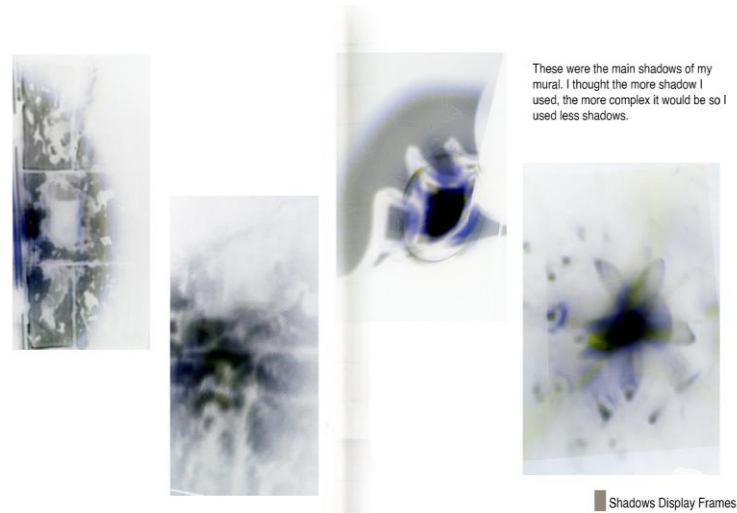 These were the main shadows of my
mural. I thought the more shadow I
used, the more complex it would be so I
used less shadows.
Shadows Display Frames